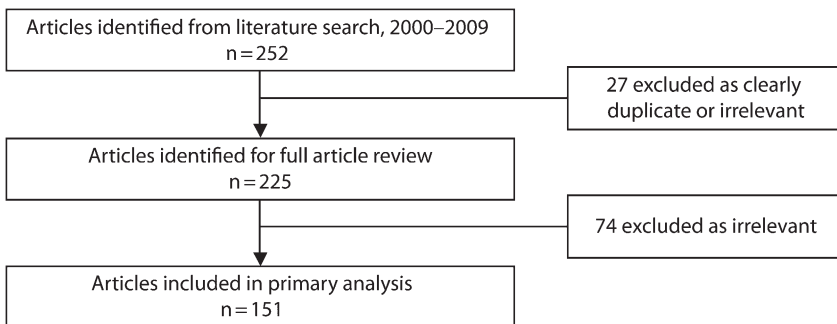 Articles identified from literature search, 2000–2009
n=252
27 excluded as clearly
duplicate or irrelevant
Articles identified for full article review
n=225
74 excluded as irrelevant
Articles included in primary analysis
n=151